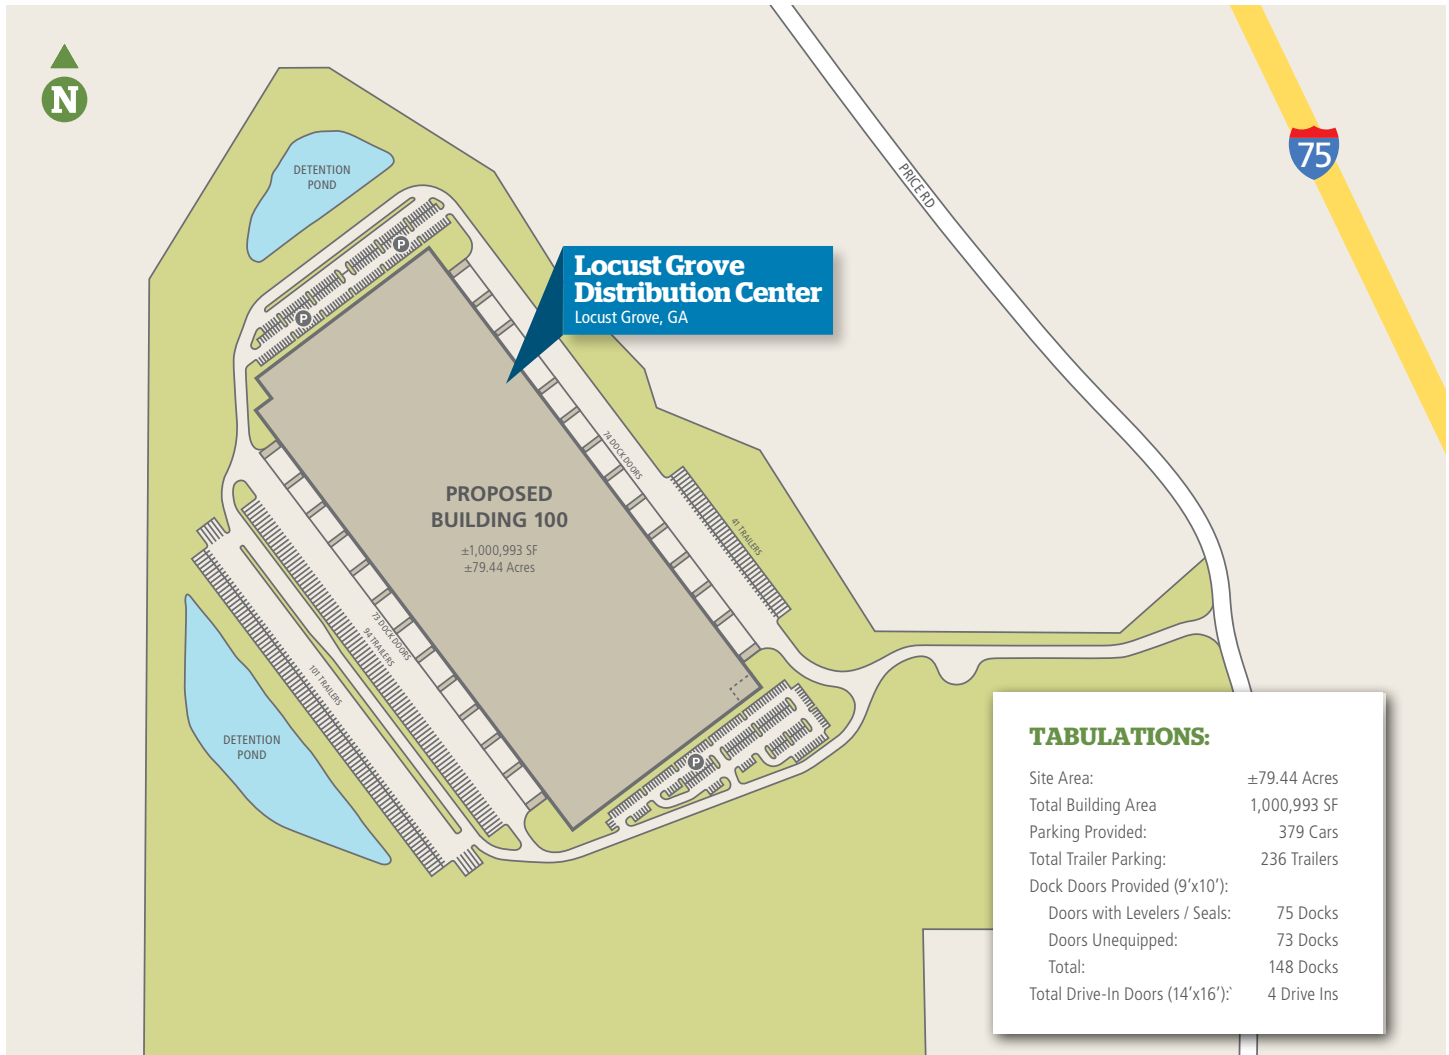 N
DETENTION
POND
PRICE RD
75
P
Locust Grove
Distribution Center
Locust Grove, GA
P
74 DOCK DOORS
PROPOSED
BUILDING 100
±1,000,993 SF
±79.44 Acres
41 TRAILERS
73 DOCK DOORS
94 TRAILERS
101 TRAILERS
DETENTION
POND
P
TABULATIONS:
Site Area: ±79.44 Acres
Total Building Area 1,000,993 SF
Parking Provided: 379 Cars
Total Trailer Parking: 236 Trailers
Dock Doors Provided (9’x10’):
Doors with Levelers / Seals: 75 Docks
Doors Unequipped: 73 Docks
Total: 148 Docks
Total Drive-In Doors (14’x16’):` 4 Drive Ins